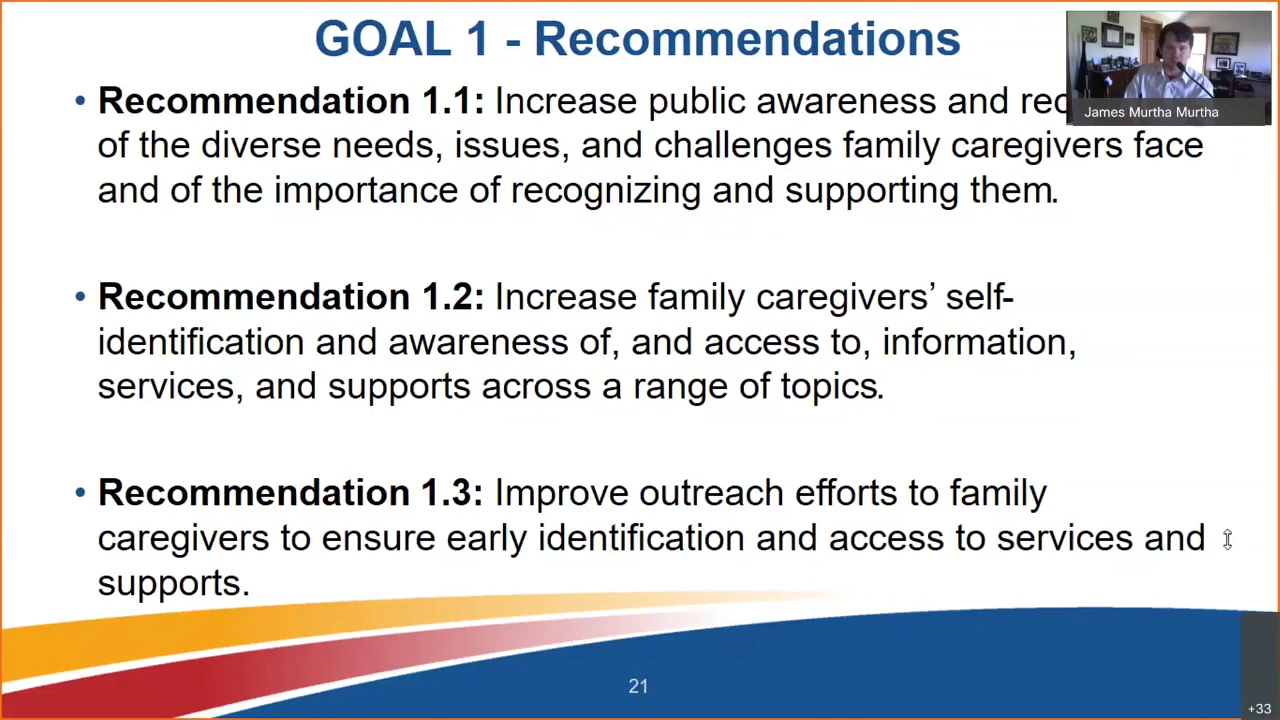 GOAL 1 - Recommendations
• Recommendation 1.1: Increase public awareness and
of the diverse needs, issues, and challenges family caregivers face
and of the importance of recognizing and supporting them.
• Recommendation 1.2: Increase family caregivers’ self-
identification and awareness of, and access to, information,
services, and supports across a range of topics.
• Recommendation 1.3: Improve outreach efforts to family
caregivers to ensure early identification and access to services and
supports.
21
James Murtha Murtha
+33